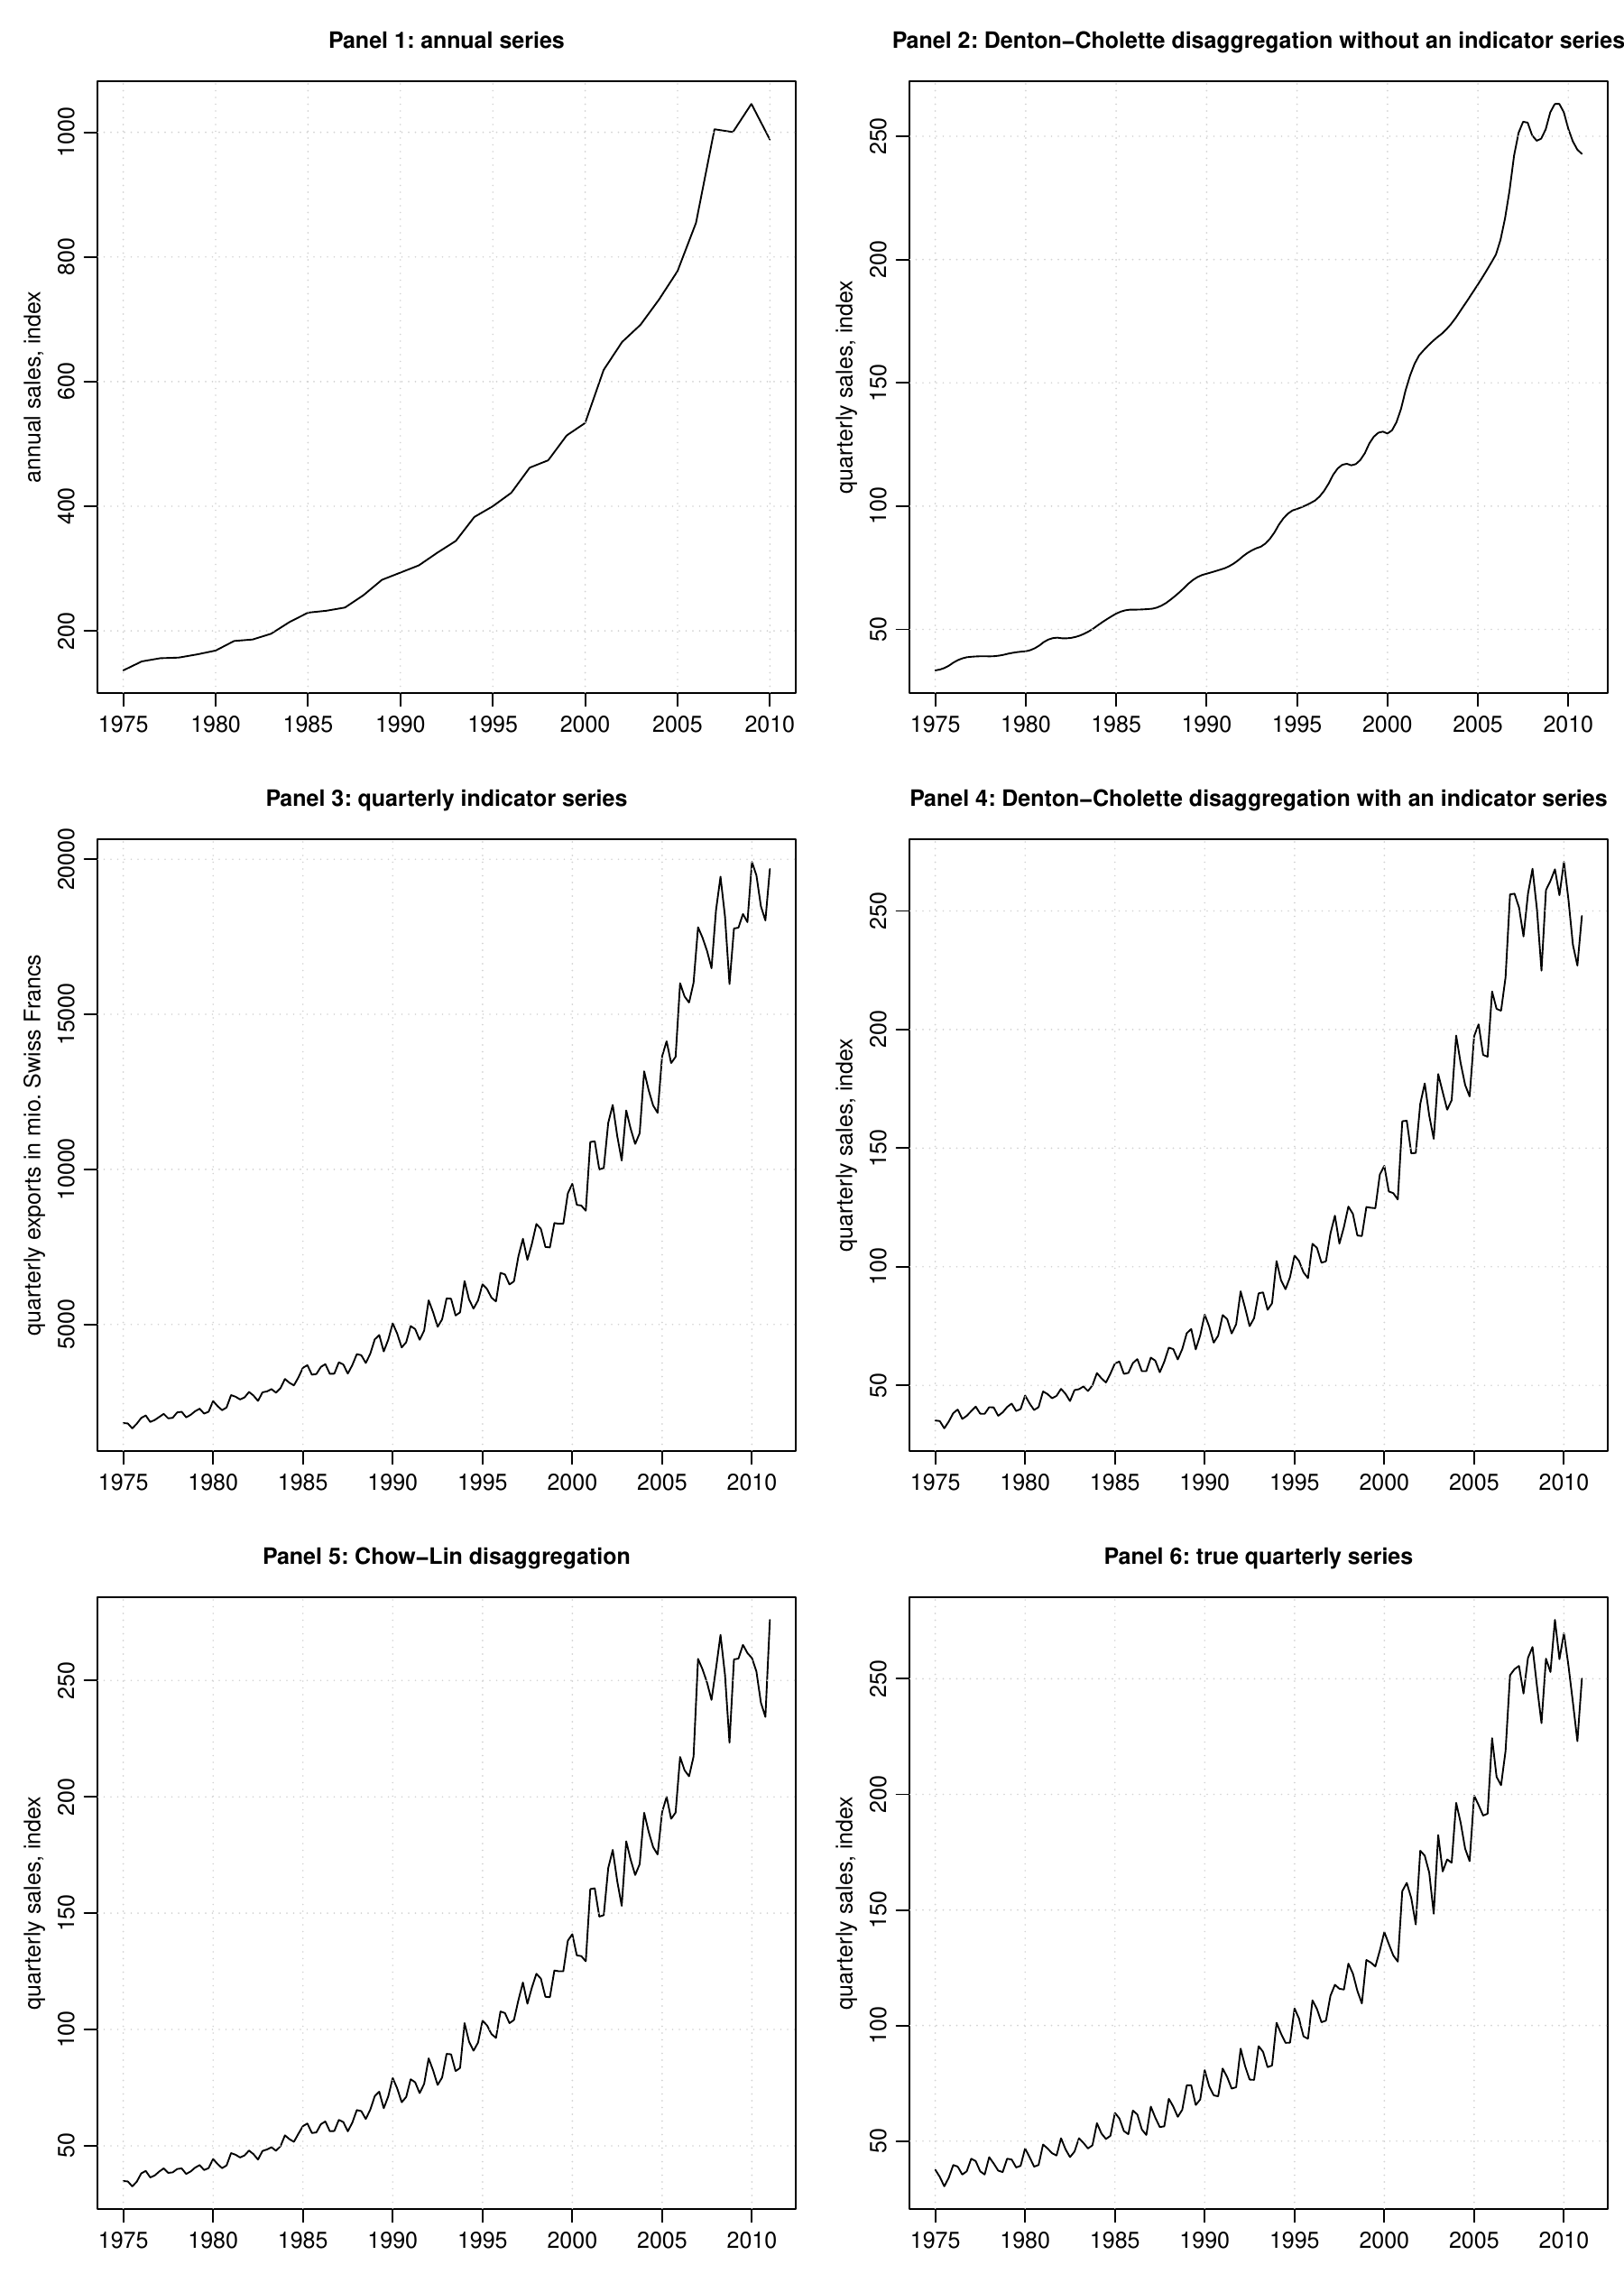 Panel 1: annual series
annual sales, index
1000
800
600
400
200
1975 1980 1985 1990 1995 2000 2005 2010
Panel 2: Denton−Cholette disaggregation without an indicator series
quarterly sales, index
250
200
150
100
50
1975 1980 1985 1990 1995 2000 2005 2010
Panel 3: quarterly indicator series
quarterly exports in mio. Swiss Francs
20000
15000
10000
5000
1975 1980 1985 1990 1995 2000 2005 2010
Panel 4: Denton−Cholette disaggregation with an indicator series
quarterly sales, index
250
200
150
100
50
1975 1980 1985 1990 1995 2000 2005 2010
Panel 5: Chow−Lin disaggregation
quarterly sales, index
250
200
150
100
50
1975 1980 1985 1990 1995 2000 2005 2010
Panel 6: true quarterly series
quarterly sales, index
250
200
150
100
50
1975 1980 1985 1990 1995 2000 2005 2010